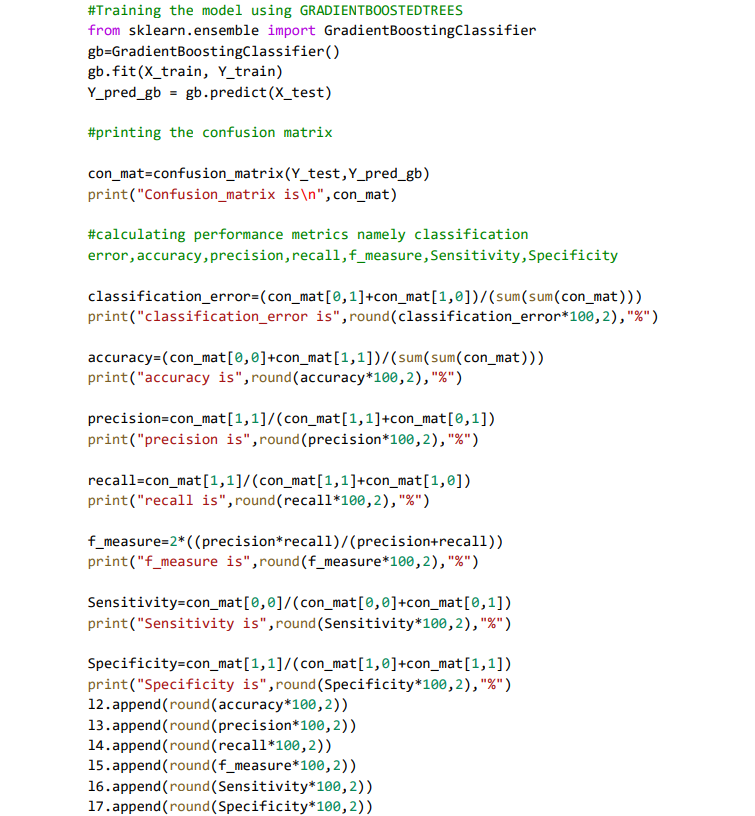 #Training the model using GRADIENTBOOSTEDTREES
from sklearn.ensemble import GradientBoostingClassifier
gb=GradientBoostingClassifier()
gb.fit(X_train, Y_train)
Y_pred_gb = gb.predict(X_test)
#printing the confusion matrix
con_mat=confusion_matrix(Y_test,Y_pred_gb)
print("Confusion_matrix is\n",con_mat)
#calculating performance metrics namely classification
error,accuracy,precision,recall,f_measure,Sensitivity,Specificity
classification_error=(con_mat[0,1]+con_mat[1,0])/(sum(sum(con_mat)))
print("classification_error is",round(classification_error*100,2),"%")
accuracy=(con_mat[0,0]+con_mat[1,1])/(sum(sum(con_mat)))
print("accuracy is",round(accuracy*100,2),"%")
precision=con_mat[1,1]/(con_mat[1,1]+con_mat[0,1])
print("precision is",round(precision*100,2),"%")
recall=con_mat[1,1]/(con_mat[1,1]+con_mat[1,0])
print("recall is",round(recall*100,2),"%")
f_measure=2*((precision*recall)/(precision+recall))
print("f_measure is",round(f_measure*100,2),"%")
Sensitivity=con_mat[0,0]/(con_mat[0,0]+con_mat[0,1])
print("Sensitivity is",round(Sensitivity*100,2),"%")
Specificity=con_mat[1,1]/(con_mat[1,0]+con_mat[1,1])
print("Specificity is",round(Specificity*100,2),"%")
l2.append(round(accuracy*100,2))
l3.append(round(precision*100,2))
l4.append(round(recall*100,2))
l5.append(round(f_measure*100,2))
l6.append(round(Sensitivity*100,2))
l7.append(round(Specificity*100,2))